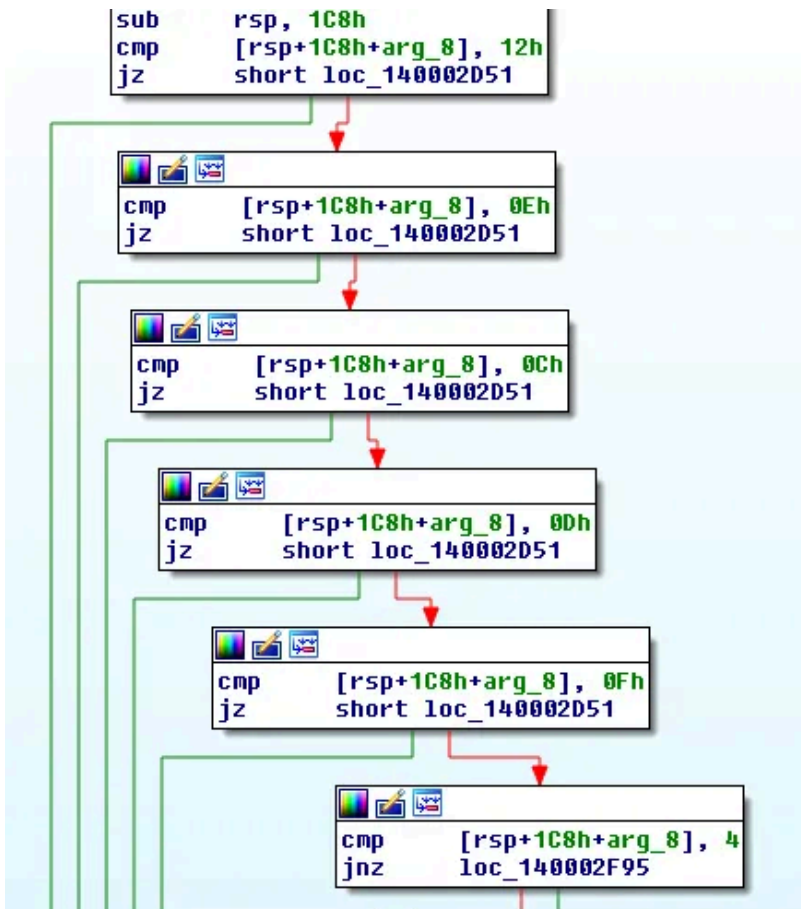 sub rsp, 1C8h
cmp [rsp+1C8h+arg_8], 12h
jz short loc_140002D51
cmp [rsp+1C8h+arg_8], 0Eh
jz short loc_140002D51
cmp [rsp+1C8h+arg_8], 0Ch
jz short loc_140002D51
cmp [rsp+1C8h+arg_8], 0Dh
jz short loc_140002D51
cmp [rsp+1C8h+arg_8], 0Fh
jz short loc_140002D51
cmp [rsp+1C8h+arg_8], 4
jnz loc_140002F95